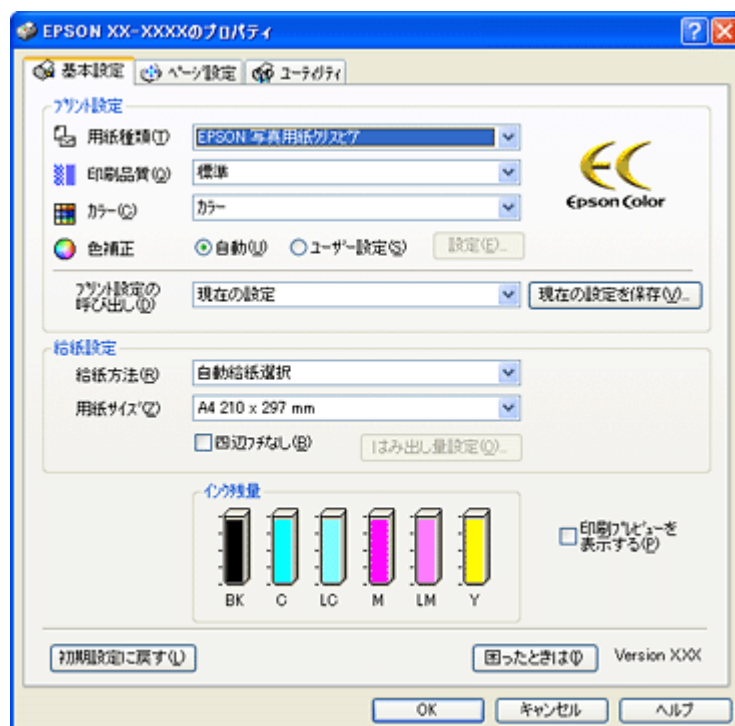 EPSON XX-XXXXのプロパティ
基本設定 ページ設定 ユーティリティ
プリント設定
用紙種類(T) EPSON 写真用紙クリスピア
印刷品質(Q) 標準
カラー(C) カラー
Epson Color
色補正 自動(U) ユーザー設定(S) 設定(E)...
プリント設定の
呼び出し(D) 現在の設定 現在の設定を保存(V)...
給紙設定
給紙方法(R) 自動給紙選択
用紙サイズ(Z) A4 210 x 297 mm
四辺フチなし(B) はみ出し量設定(O)...
インク残量
BK C LC M LM Y
印刷プレビューを
表示する(P)
初期設定に戻す(L) 困ったときは(I) Version X.XX
OK キャンセル ヘルプ